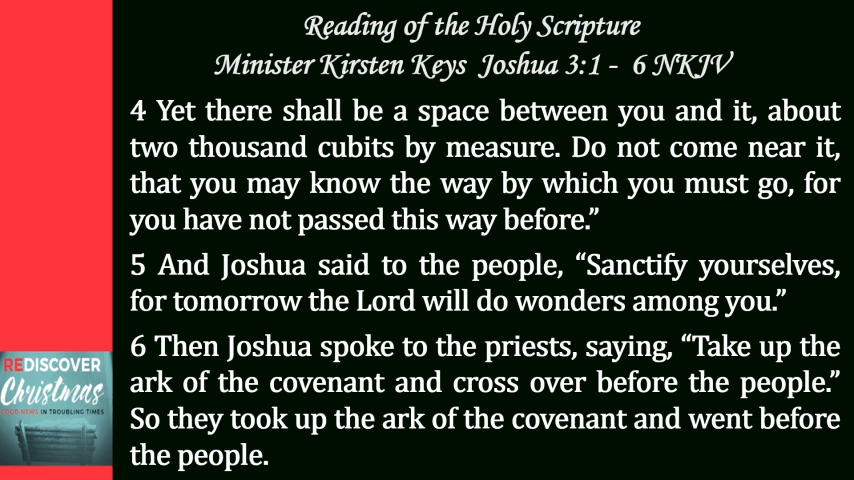 Reading of the Holy Scripture
Minister Kirsten Keys Joshua 3:1 - 6 NKJV
4 Yet there shall be a space between you and it, about
two thousand cubits by measure. Do not come near it,
that you may know the way by which you must go, for
you have not passed this way before.”
5 And Joshua said to the people, “Sanctify yourselves,
for tomorrow the Lord will do wonders among you.”
6 Then Joshua spoke to the priests, saying, “Take up the
ark of the covenant and cross over before the people.”
So they took up the ark of the covenant and went before
the people.
REDISCOVER
Christmas
GOOD NEWS IN TROUBLING TIMES